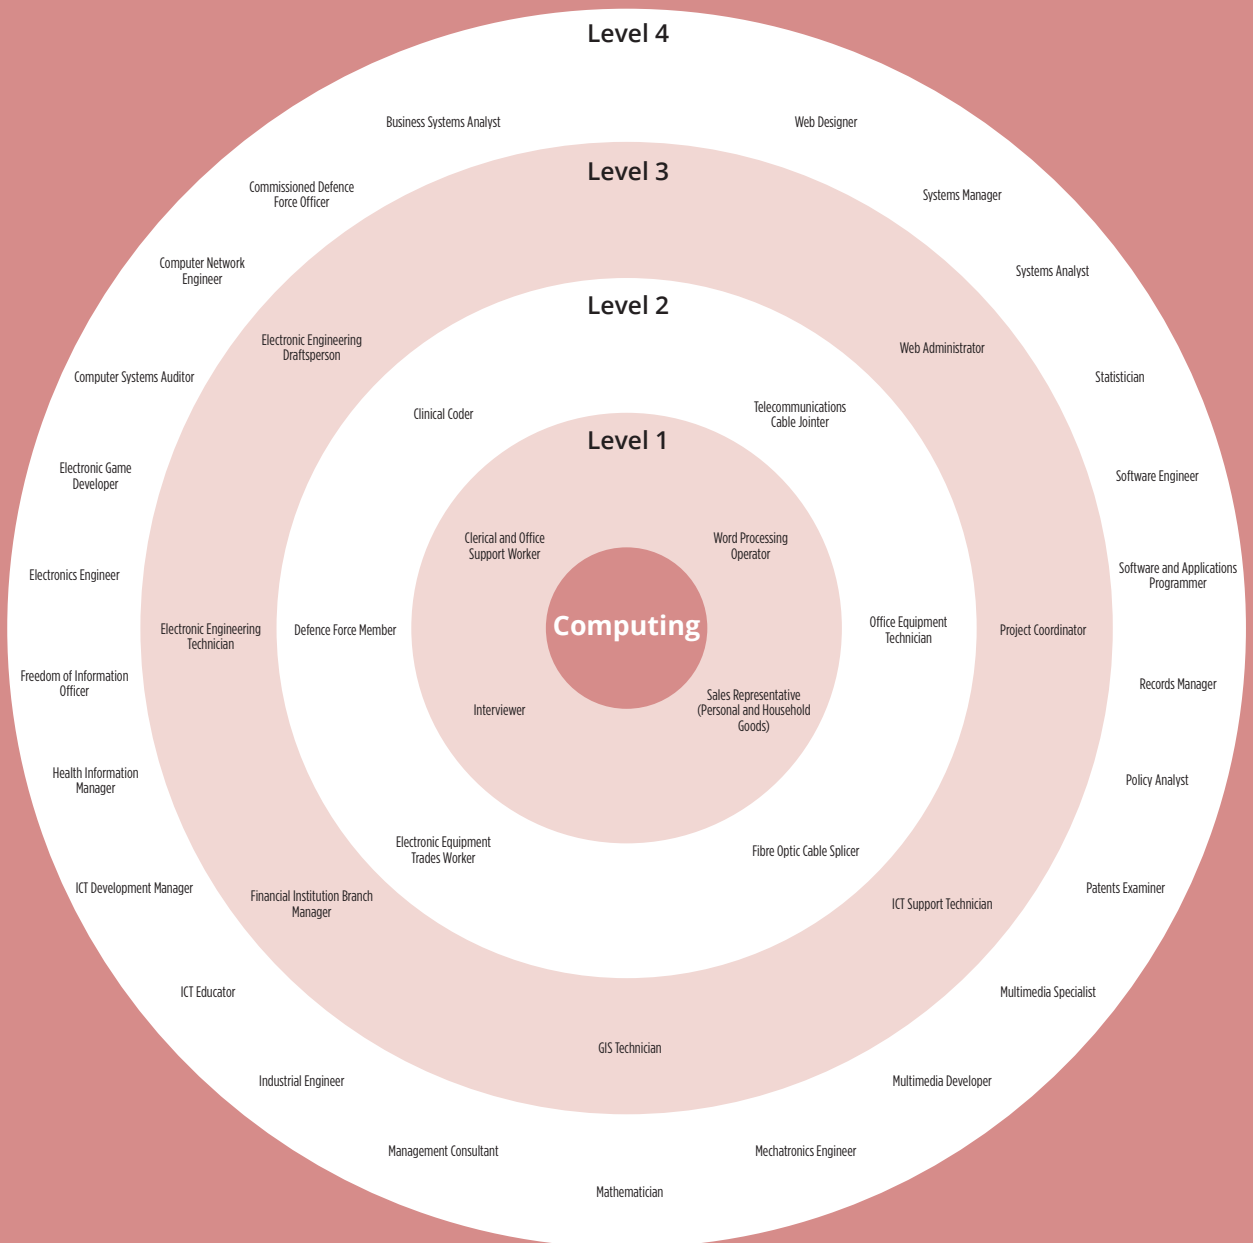 Level 4
Business Systems Analyst
Web Designer
Commissioned Defence
Force Officer
Systems Manager
Computer Network
Engineer
Systems Analyst
Computer Systems Auditor
Statistician
Electronic Game
Developer
Software Engineer
Electronics Engineer
Software and Applications
Programmer
Freedom of Information
Officer
Records Manager
Health Information
Manager
Policy Analyst
ICT Development Manager
Patents Examiner
ICT Educator
Multimedia Specialist
Industrial Engineer
Multimedia Developer
Management Consultant
Mechatronics Engineer
Mathematician
Level 3
Electronic Engineering
Draftsperson
Web Administrator
Electronic Engineering
Technician
Project Coordinator
Financial Institution Branch
Manager
ICT Support Technician
GIS Technician
Level 2
Clinical Coder
Telecommunications
Cable Jointer
Defence Force Member
Office Equipment
Technician
Electronic Equipment
Trades Worker
Fibre Optic Cable Splicer
Level 1
Clerical and Office
Support Worker
Word Processing
Operator
Interviewer
Sales Representative
(Personal and Household
Goods)
Computing